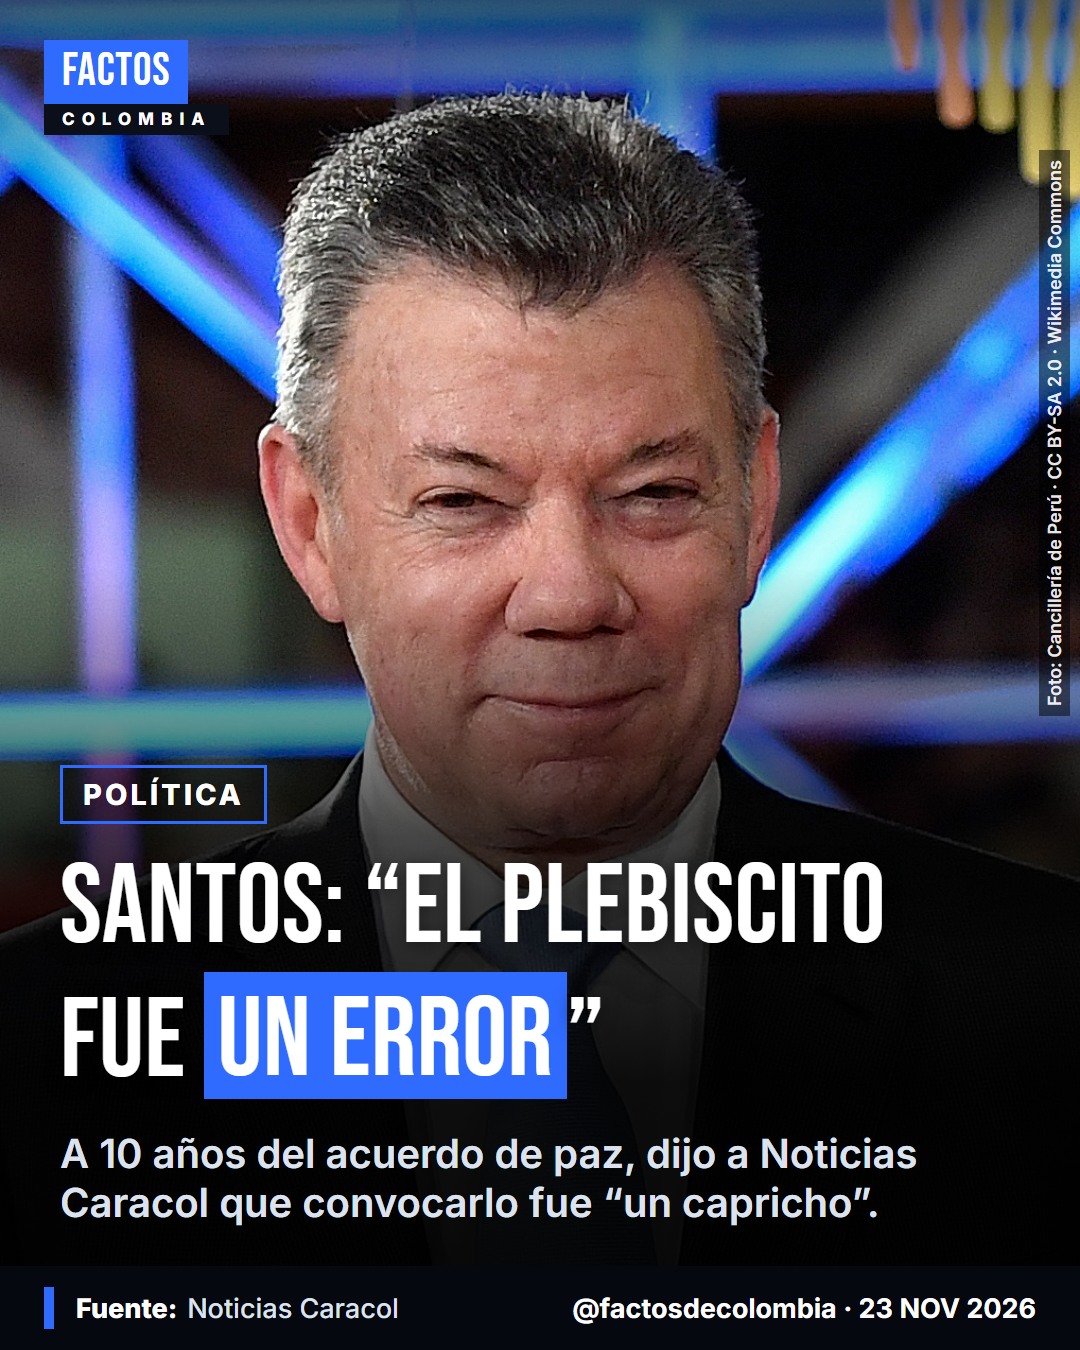 FACTOS
COLOMBIA
Foto: Cancillería de Perú · CC BY-SA 2.0 · Wikimedia Commons
POLÍTICA
SANTOS: “EL PLEBISCITO
FUE UN ERROR”
A 10 años del acuerdo de paz, dijo a Noticias
Caracol que convocarlo fue “un capricho”.
Fuente: Noticias Caracol
@factosdecolombia · 23 NOV 2026